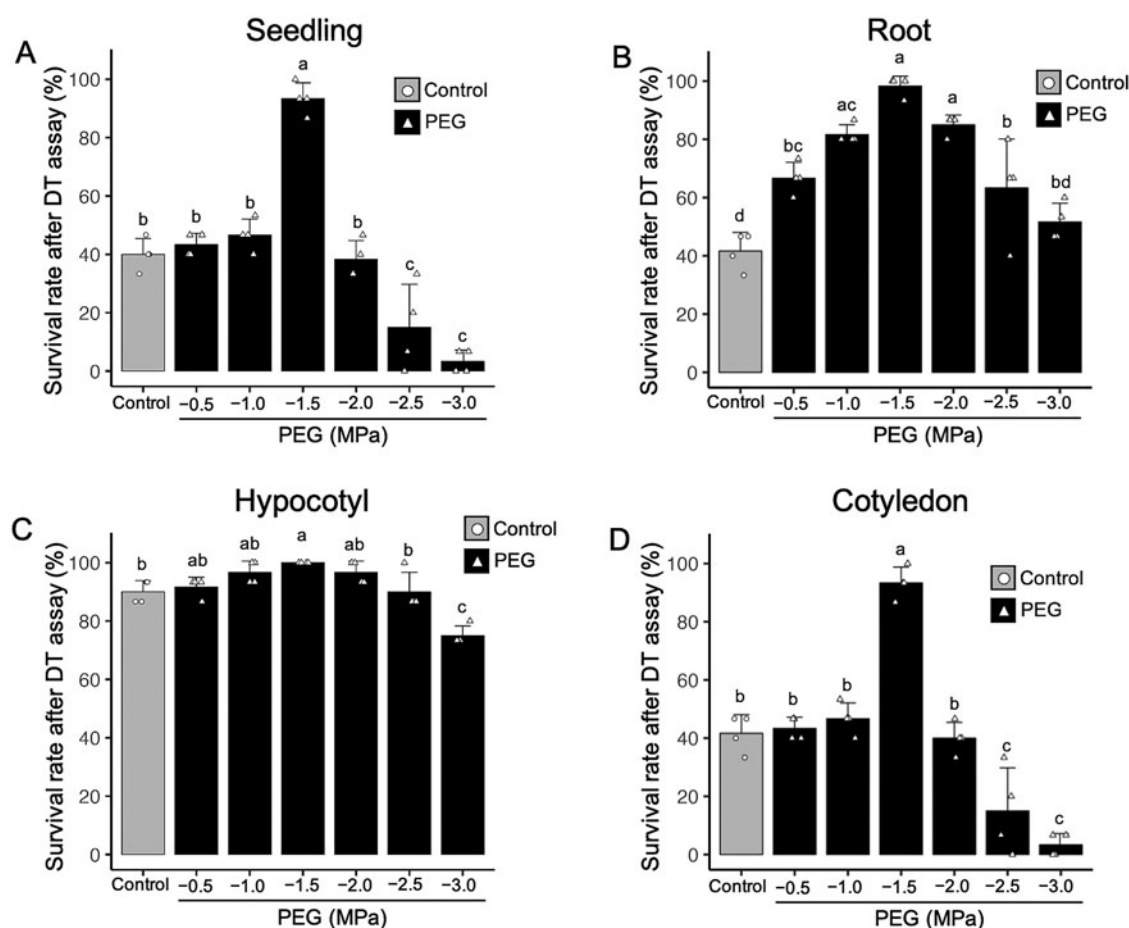 A
Seedling
Survival rate after DT assay (%)
100
80
60
40
20
0
b
b
b
a
b
c
c
Control
PEG
Control
−0.5
−1.0
−1.5
−2.0
−2.5
−3.0
PEG (MPa)
B
Root
Survival rate after DT assay (%)
100
80
60
40
20
0
d
bc
ac
a
a
b
bd
Control
PEG
Control
−0.5
−1.0
−1.5
−2.0
−2.5
−3.0
PEG (MPa)
C
Hypocotyl
Survival rate after DT assay (%)
100
80
60
40
20
0
b
ab
ab
a
ab
b
c
Control
PEG
Control
−0.5
−1.0
−1.5
−2.0
−2.5
−3.0
PEG (MPa)
D
Cotyledon
Survival rate after DT assay (%)
100
80
60
40
20
0
b
b
b
a
b
c
c
Control
PEG
Control
−0.5
−1.0
−1.5
−2.0
−2.5
−3.0
PEG (MPa)